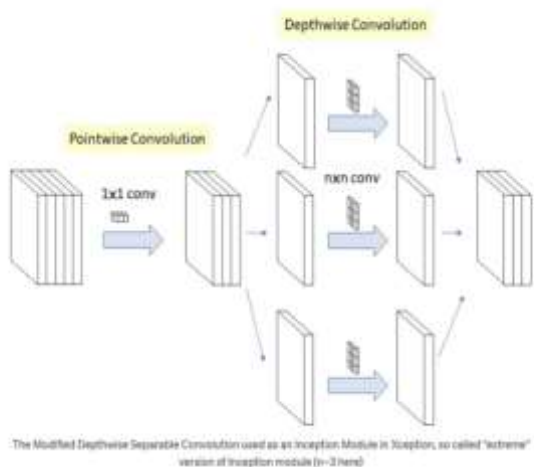 Depthwise Convolution
Pointwise Convolution
1x1 conv
nxn conv
The Modified Depthwise Separable Convolution used as an Inception Module in Xception, so called "extreme"
version of Inception module (n=3 here)